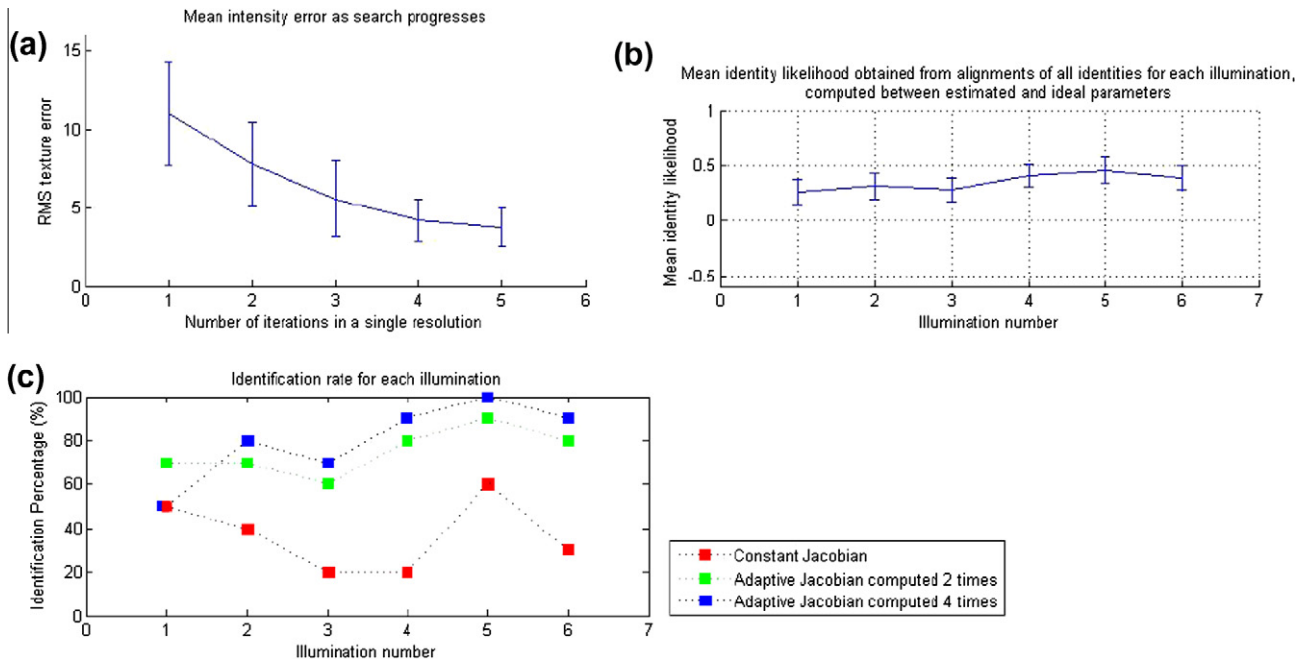 (a)
Mean intensity error as search progresses
15
10
5
0
RMS texture error
0 1 2 3 4 5 6
Number of iterations in a single resolution
(b)
Mean identity likelihood obtained from alignments of all identities for each illumination,
computed between estimated and ideal parameters
1
0.5
0
-0.5
Mean identity likelihood
0 1 2 3 4 5 6 7
Illumination number
(c)
Identification rate for each illumination
100
80
60
40
20
0
Identification Percentage (%)
0 1 2 3 4 5 6 7
Illumination number
Constant Jacobian
Adaptive Jacobian computed 2 times
Adaptive Jacobian computed 4 times